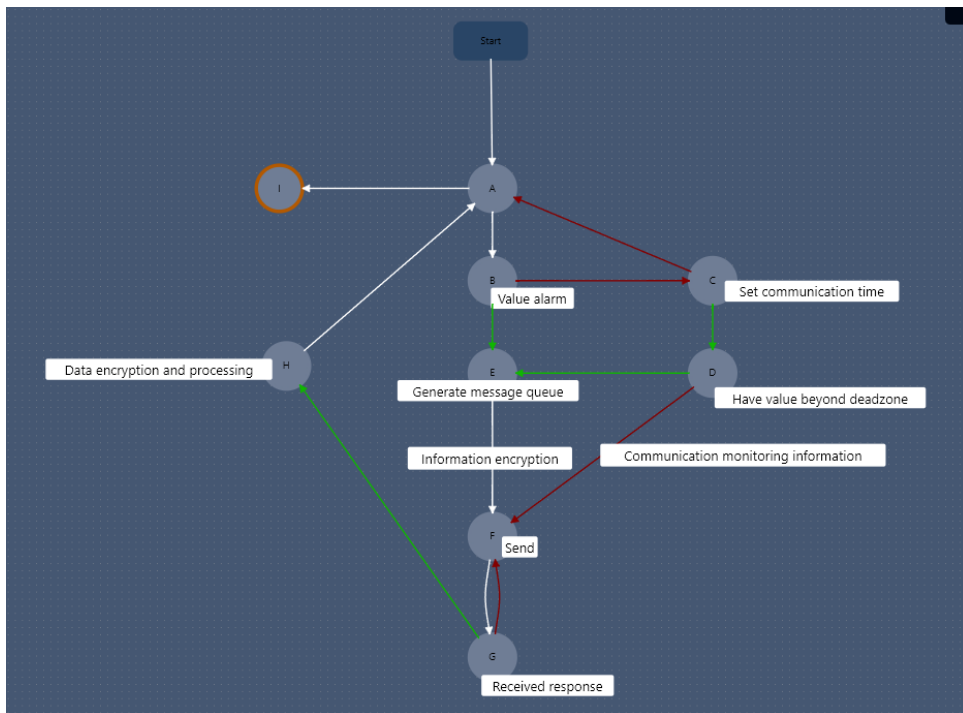 Start
I
A
B
Value alarm
C
Set communication time
H
Data encryption and processing
E
Generate message queue
D
Have value beyond deadzone
Information encryption
Communication monitoring information
F
Send
G
Received response